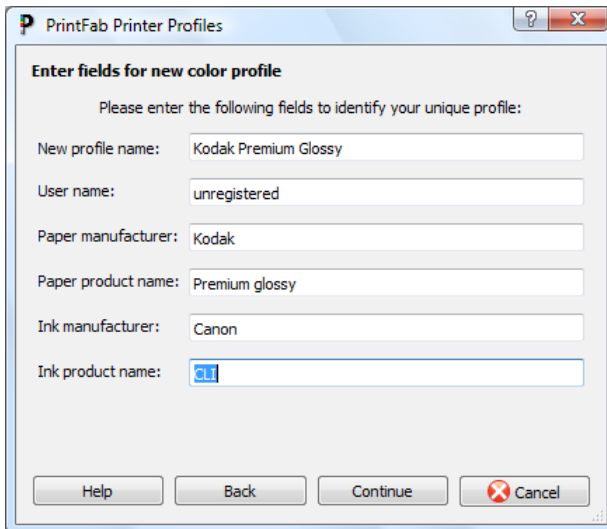 PrintFab Printer Profiles
Enter fields for new color profile
Please enter the following fields to identify your unique profile:
New profile name: Kodak Premium Glossy
User name: unregistered
Paper manufacturer: Kodak
Paper product name: Premium glossy
Ink manufacturer: Canon
Ink product name: CLI
Help Back Continue Cancel